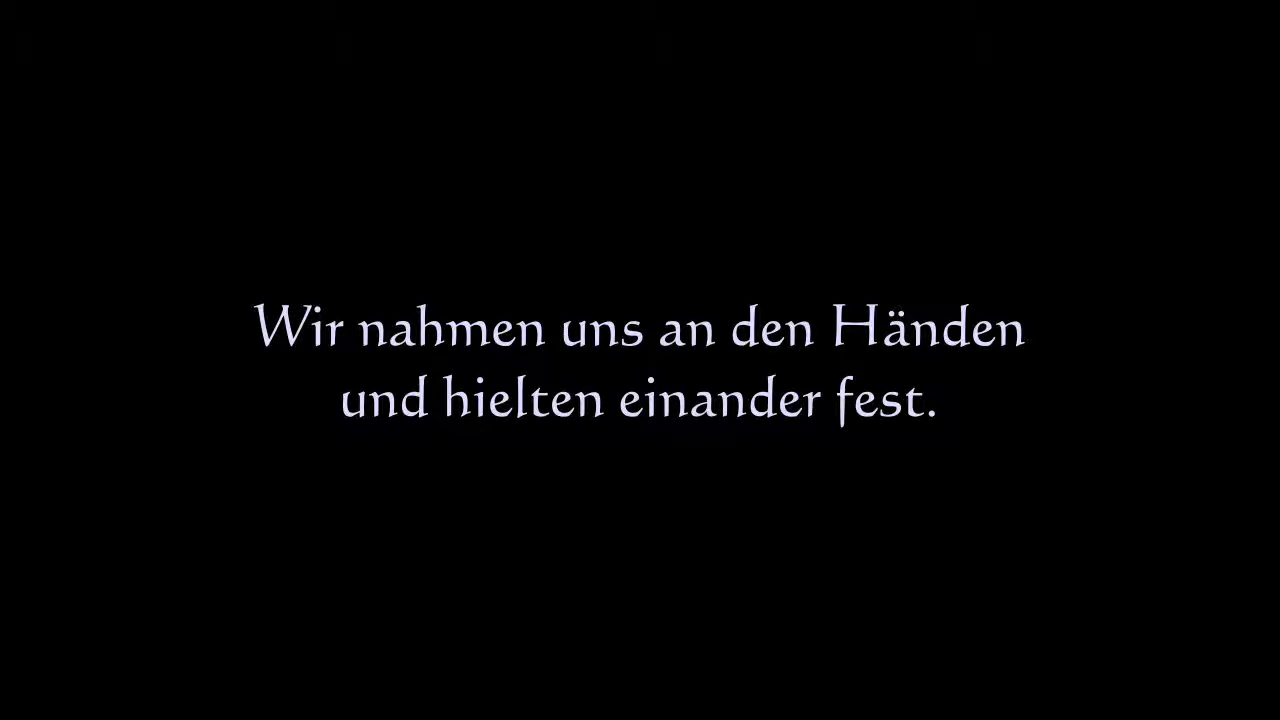 Wir nahmen uns an den Händen
und hielten einander fest.